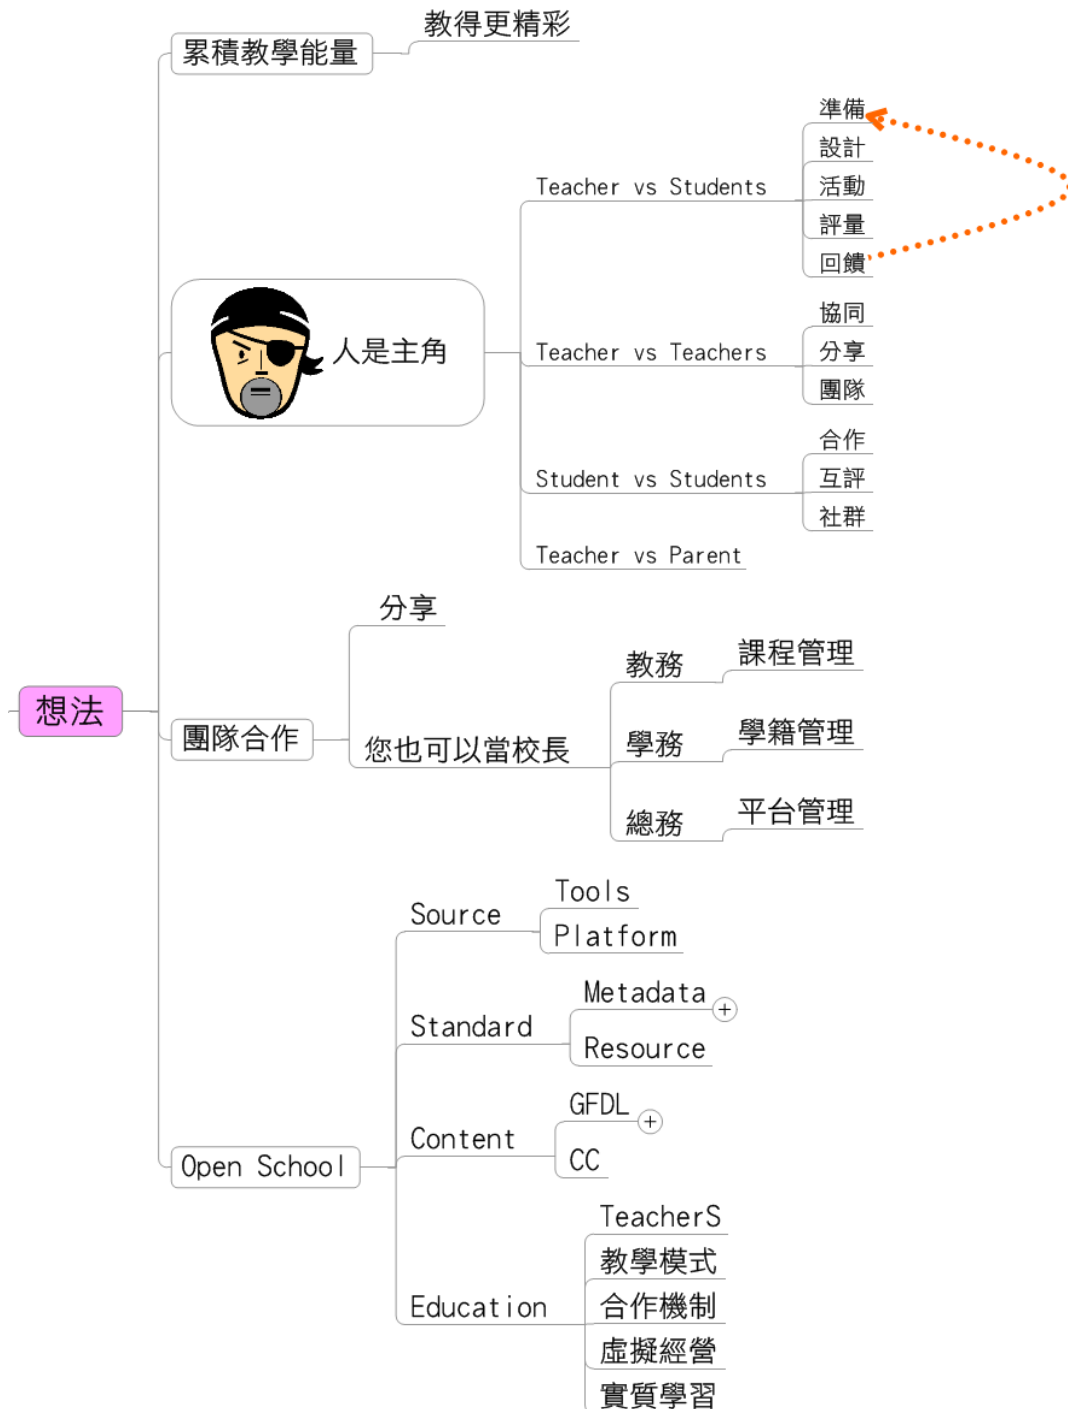 想法
累積教學能量
教得更精彩
人是主角
Teacher vs Students
準備
設計
活動
評量
回饋
Teacher vs Teachers
協同
分享
團隊
Student vs Students
合作
互評
社群
Teacher vs Parent
團隊合作
分享
您也可以當校長
教務
課程管理
學務
學籍管理
總務
平台管理
Open School
Source
Tools
Platform
Standard
Metadata
Resource
Content
GFDL
CC
Education
TeacherS
教學模式
合作機制
虛擬經營
實質學習